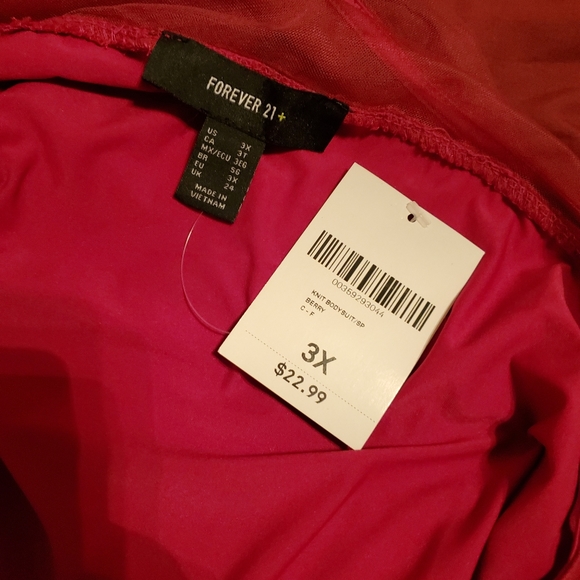 FOREVER 21+
US 3X
CA 3T
MX/ECU 3EG
BR 5G
EU 3X
UK 24
MADE IN
VIETNAM
00359293044
KNIT BODYSUIT/SP
BERRY
C - F
3X
$22.99